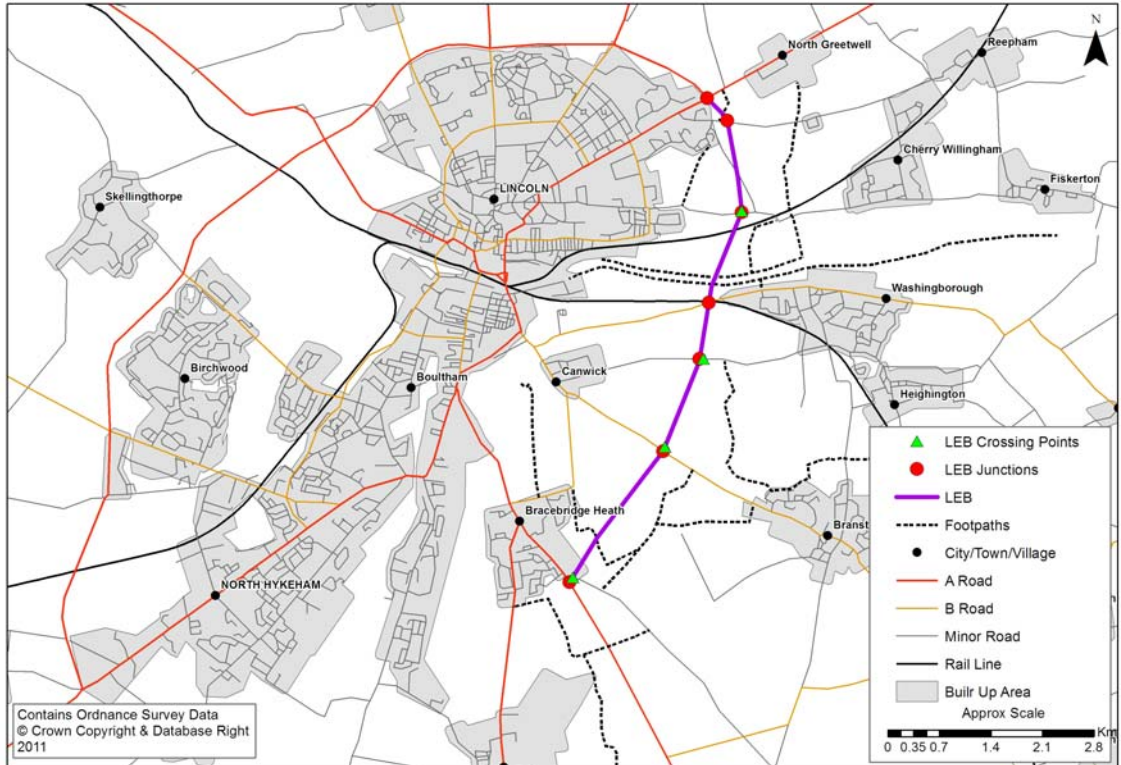 N
North Greetwell
Reepham
Cherry Willingham
Skellingthorpe
LINCOLN
Fiskerton
Washingborough
Birchwood
Boultham
Canwick
Heighington
Bracebridge Heath
Branst
NORTH HYKEHAM
LEB Crossing Points
LEB Junctions
LEB
Footpaths
City/Town/Village
A Road
B Road
Minor Road
Rail Line
Builr Up Area
Approx Scale
Km
0 0.35 0.7 1.4 2.1 2.8
Contains Ordnance Survey Data
© Crown Copyright & Database Right
2011